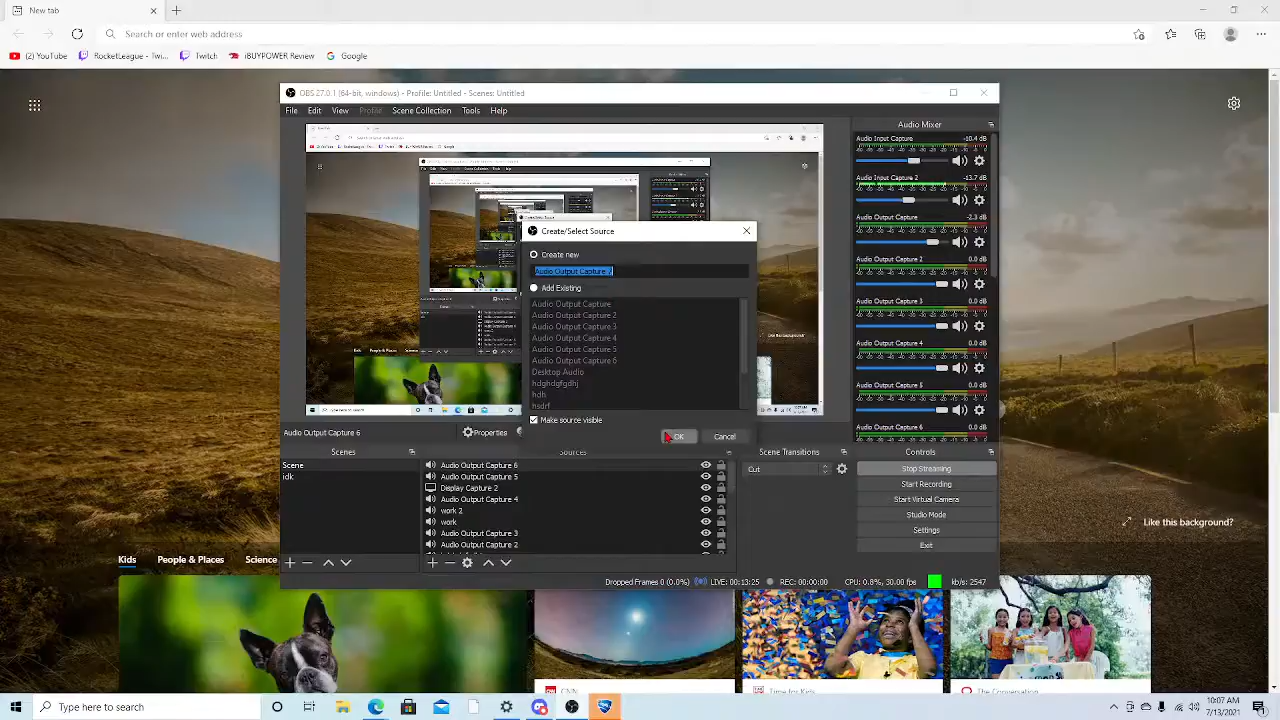 New tab
Search or enter web address
(2) YouTube
RocketLeague - Twi...
Twitch
iBUYPOWER Review
Google
OBS 27.0.1 (64-bit, windows) - Profile: Untitled - Scenes: Untitled
File Edit View Profile Scene Collection Tools Help
Audio Mixer
Audio Input Capture -10.4 dB
Audio Input Capture 2 -13.7 dB
Audio Output Capture -2.3 dB
Audio Output Capture 2 0.0 dB
Audio Output Capture 3 0.0 dB
Audio Output Capture 4 0.0 dB
Audio Output Capture 5 0.0 dB
Audio Output Capture 6 0.0 dB
Create/Select Source
Create new
Audio Output Capture 7
Add Existing
Audio Output Capture
Audio Output Capture 2
Audio Output Capture 3
Audio Output Capture 4
Audio Output Capture 5
Audio Output Capture 6
Desktop Audio
hdghdgfgdhj
hdh
hsdrf
Make source visible
OK
Cancel
Audio Output Capture 6
Properties
Scenes
Scene
idk
Sources
Audio Output Capture 6
Audio Output Capture 5
Display Capture 2
Audio Output Capture 4
work 2
work
Audio Output Capture 3
Audio Output Capture 2
Scene Transitions
Cut
Controls
Stop Streaming
Start Recording
Start Virtual Camera
Studio Mode
Settings
Exit
Dropped Frames 0 (0.0%)
LIVE: 00:13:25
REC: 00:00:00
CPU: 0.8%, 30.00 fps
kb/s: 2547
Like this background?
Kids
People & Places
Science
CNN
Time for Kids
The Conversation
Type here to search
10:07 AM
7/13/2021